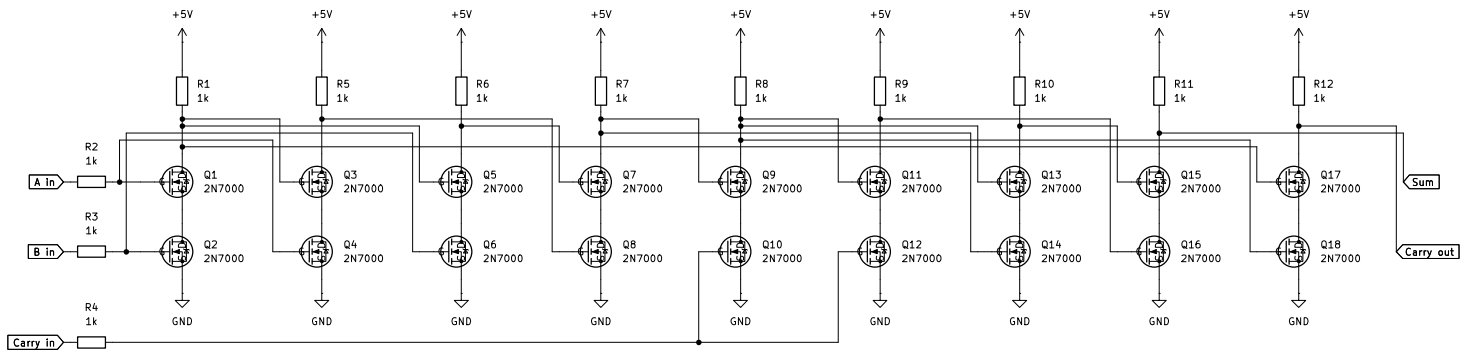 +5V +5V +5V +5V +5V +5V +5V +5V +5V
R1 R5 R6 R7 R8 R9 R10 R11 R12
1k 1k 1k 1k 1k 1k 1k 1k 1k
R2
1k
A in
Q1 Q3 Q5 Q7 Q9 Q11 Q13 Q15 Q17
2N7000 2N7000 2N7000 2N7000 2N7000 2N7000 2N7000 2N7000 2N7000
Sum
R3
1k
B in
Q2 Q4 Q6 Q8 Q10 Q12 Q14 Q16 Q18
2N7000 2N7000 2N7000 2N7000 2N7000 2N7000 2N7000 2N7000 2N7000
Carry out
R4
1k
GND GND GND GND GND GND GND GND GND
Carry in